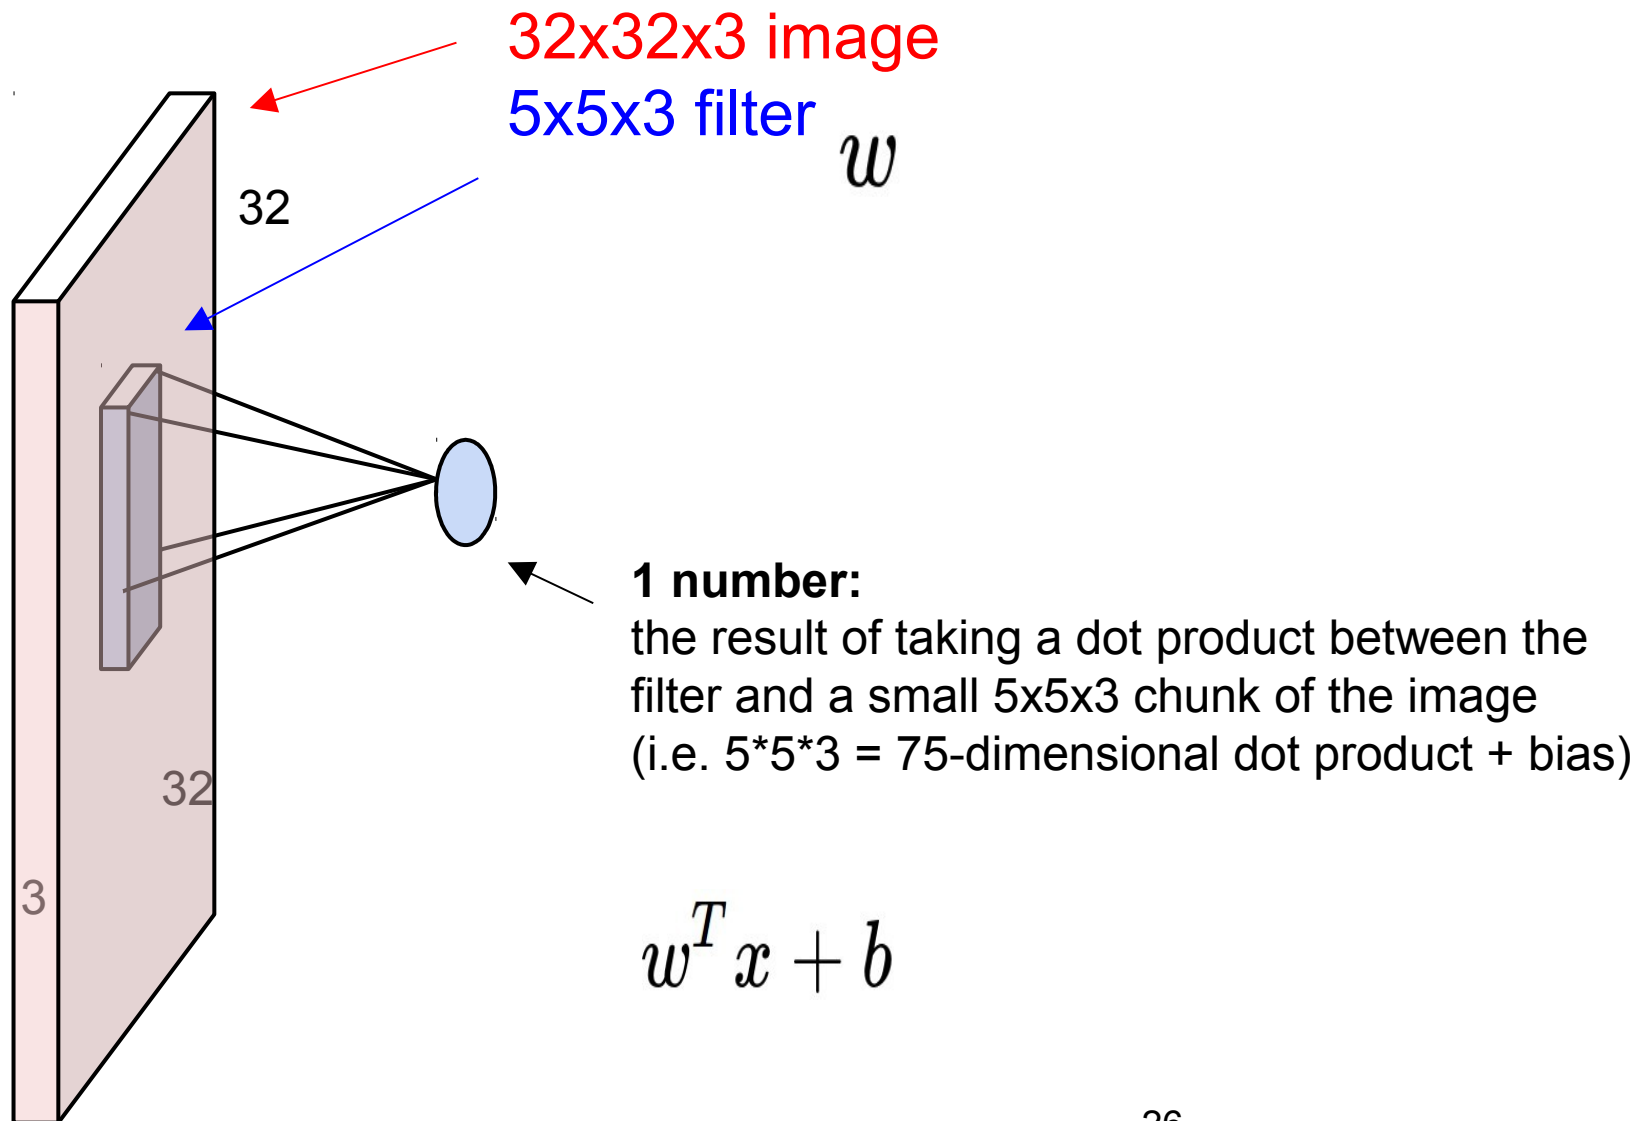 32x32x3 image
5x5x3 filter
w
32
1 number:
the result of taking a dot product between the
filter and a small 5x5x3 chunk of the image
(i.e. 5*5*3 = 75-dimensional dot product + bias)
32
3
w^T x + b